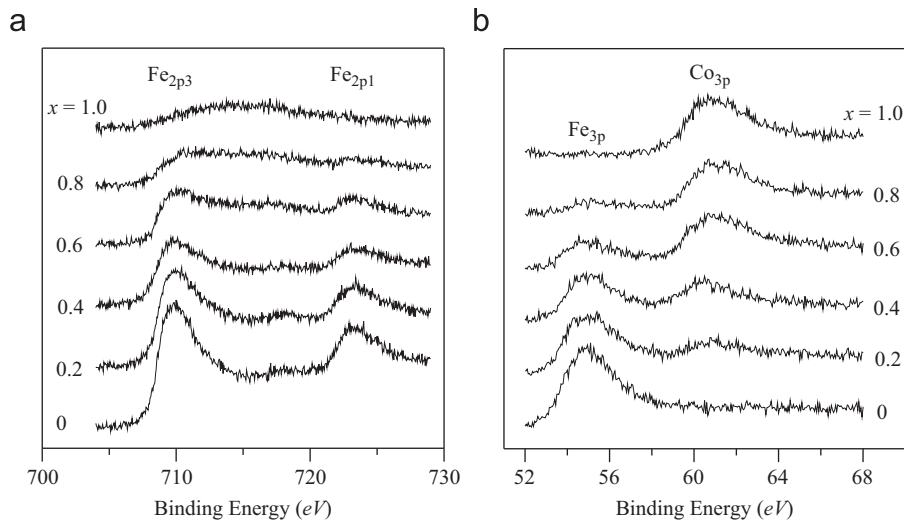 a
Fe2p3
Fe2p1
x = 1.0
0.8
0.6
0.4
0.2
0
700
710
720
730
Binding Energy (eV)
b
Co3p
Fe3p
x = 1.0
0.8
0.6
0.4
0.2
0
52
56
60
64
68
Binding Energy (eV)